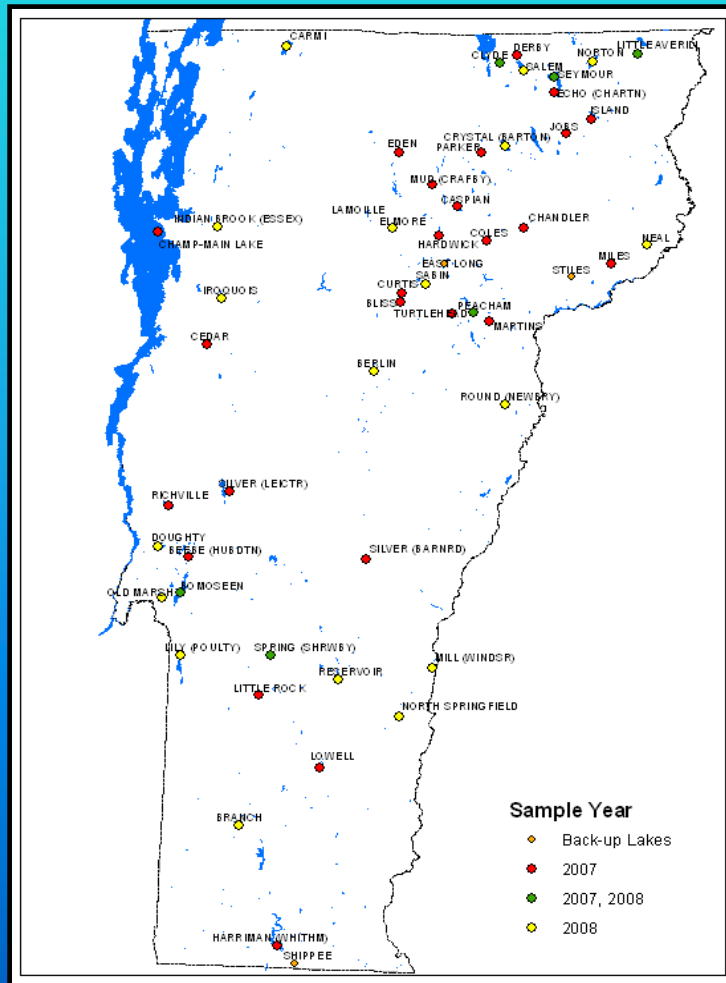 CARMI
DERBY
CLYDE
SALEM
NORTON
LITTLE AVERILL
SEYMOUR
ECHO (CHARTN)
ISLAND
JOBS
CRYSTAL (BARTON)
EDEN
PARKER
MUD (CRAFBY)
CASPIAN
LAMOILLE
ELMORE
INDIAN BROOK (ESSEX)
CHAMP-MAIN LAKE
CHANDLER
COLES
HARDWICK
NEAL
EAST LONG
MILES
STILES
SABIN
CURTIS
IROQUOIS
BLISS
PEACHAM
TURTLEHEAD
MARTINS
CEDAR
BERLIN
ROUND (NEWBRY)
SILVER (LEICTR)
RICHVILLE
DOUGHTY
BEEBE (HUBDTN)
SILVER (BARNRD)
BOMOSEEN
OLD MARSH
LILY (POULTY)
SPRING (SHRWBY)
MILL (WINDSR)
RESERVOIR
LITTLE ROCK
NORTH SPRINGFIELD
LOWELL
BRANCH
HARRIMAN (WHITHM)
SHIPPEE
Sample Year
Back-up Lakes
2007
2007, 2008
2008